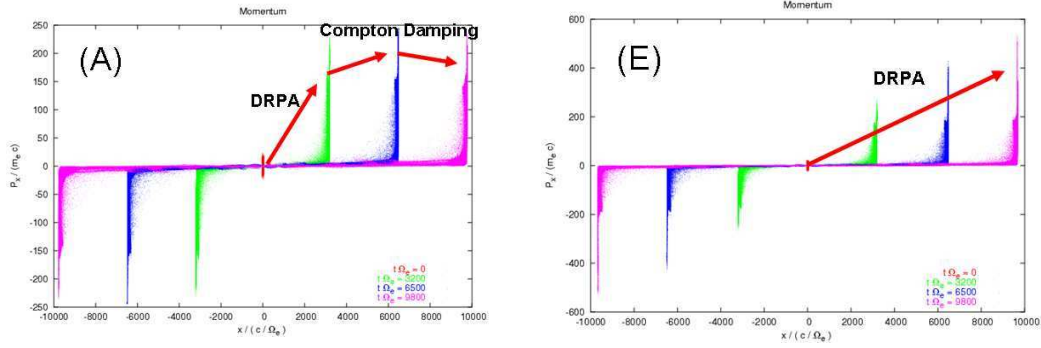 Momentum
250
200
150
100
50
0
-50
-100
-150
-200
-250
P_x / (m_e c)
(A)
Compton Damping
DRPA
t Ω_e = 0
t Ω_e = 3200
t Ω_e = 6500
t Ω_e = 9800
-10000 -8000 -6000 -4000 -2000 0 2000 4000 6000 8000 10000
x / ( c / Ω_e )
Momentum
600
400
200
0
-200
-400
-600
P_x / (m_e c)
(E)
DRPA
t Ω_e = 0
t Ω_e = 3200
t Ω_e = 6500
t Ω_e = 9800
-10000 -8000 -6000 -4000 -2000 0 2000 4000 6000 8000 10000
x / ( c / Ω_e )